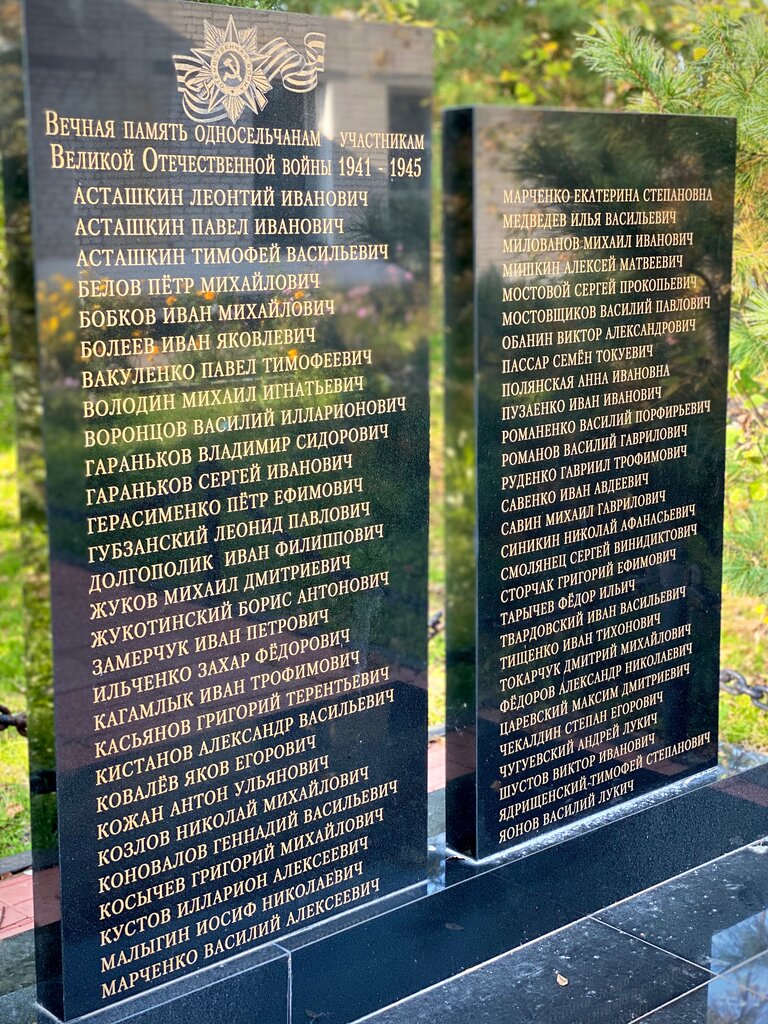 Вечная память односельчанам - участникам
Великой Отечественной войны 1941 - 1945
АСТАШКИН ЛЕОНТИЙ ИВАНОВИЧ
АСТАШКИН ПАВЕЛ ИВАНОВИЧ
АСТАШКИН ТИМОФЕЙ ВАСИЛЬЕВИЧ
БЕЛОВ ПЁТР МИХАЙЛОВИЧ
БОБКОВ ИВАН МИХАЙЛОВИЧ
БОЛЕЕВ ИВАН ЯКОВЛЕВИЧ
ВАКУЛЕНКО ПАВЕЛ ТИМОФЕЕВИЧ
ВОЛОДИН МИХАИЛ ИГНАТЬЕВИЧ
ВОРОНЦОВ ВАСИЛИЙ ИЛЛАРИОНОВИЧ
ГАРАНЬКОВ ВЛАДИМИР СИДОРОВИЧ
ГАРАНЬКОВ СЕРГЕЙ ИВАНОВИЧ
ГЕРАСИМЕНКО ПЁТР ЕФИМОВИЧ
ГУБЗАНСКИЙ ЛЕОНИД ПАВЛОВИЧ
ДОЛГОПОЛИК ИВАН ФИЛИППОВИЧ
ЖУКОВ МИХАИЛ ДМИТРИЕВИЧ
ЖУКОТИНСКИЙ БОРИС АНТОНОВИЧ
ЗАМЕРЧУК ИВАН ПЕТРОВИЧ
ИЛЬЧЕНКО ЗАХАР ФЁДОРОВИЧ
КАГАМЛЫК ИВАН ТРОФИМОВИЧ
КАСЬЯНОВ ГРИГОРИЙ ТЕРЕНТЬЕВИЧ
КИСТАНОВ АЛЕКСАНДР ВАСИЛЬЕВИЧ
КОВАЛЁВ ЯКОВ ЕГОРОВИЧ
КОЖАН АНТОН УЛЬЯНОВИЧ
КОЗЛОВ НИКОЛАЙ МИХАЙЛОВИЧ
КОНОВАЛОВ ГЕННАДИЙ ВАСИЛЬЕВИЧ
КОСЫЧЕВ ГРИГОРИЙ МИХАЙЛОВИЧ
КУСТОВ ИЛЛАРИОН АЛЕКСЕЕВИЧ
МАЛЫГИН ИОСИФ НИКОЛАЕВИЧ
МАРЧЕНКО ВАСИЛИЙ АЛЕКСЕЕВИЧ
МАРЧЕНКО ЕКАТЕРИНА СТЕПАНОВНА
МЕДВЕДЕВ ИЛЬЯ ВАСИЛЬЕВИЧ
МИЛОВАНОВ МИХАИЛ ИВАНОВИЧ
МИШКИН АЛЕКСЕЙ МАТВЕЕВИЧ
МОСТОВОЙ СЕРГЕЙ ПРОКОПЬЕВИЧ
МОСТОВЩИКОВ ВАСИЛИЙ ПАВЛОВИЧ
ОБАНИН ВИКТОР АЛЕКСАНДРОВИЧ
ПАССАР СЕМЁН ТОКУЕВИЧ
ПОЛЯНСКАЯ АННА ИВАНОВНА
ПУЗАЕНКО ИВАН ИВАНОВИЧ
РОМАНЕНКО ВАСИЛИЙ ПОРФИРЬЕВИЧ
РОМАНОВ ВАСИЛИЙ ГАВРИЛОВИЧ
РУДЕНКО ГАВРИИЛ ТРОФИМОВИЧ
САВЕНКО ИВАН АВДЕЕВИЧ
САВИН МИХАИЛ ГАВРИЛОВИЧ
СИНИКИН НИКОЛАЙ АФАНАСЬЕВИЧ
СМОЛЯНЕЦ СЕРГЕЙ ВИНИДИКТОВИЧ
СТОРЧАК ГРИГОРИЙ ЕФИМОВИЧ
ТАРЫЧЕВ ФЁДОР ИЛЬИЧ
ТВАРДОВСКИЙ ИВАН ВАСИЛЬЕВИЧ
ТИЩЕНКО ИВАН ТИХОНОВИЧ
ТОКАРЧУК ДМИТРИЙ МИХАЙЛОВИЧ
ФЁДОРОВ АЛЕКСАНДР НИКОЛАЕВИЧ
ЦАРЕВСКИЙ МАКСИМ ДМИТРИЕВИЧ
ЧЕКАЛДИН СТЕПАН ЕГОРОВИЧ
ЧУГУЕВСКИЙ АНДРЕЙ ЛУКИЧ
ШУСТОВ ВИКТОР ИВАНОВИЧ
ЯДРИЩЕНСКИЙ ТИМОФЕЙ СТЕПАНОВИЧ
ЯОНОВ ВАСИЛИЙ ЛУКИЧ